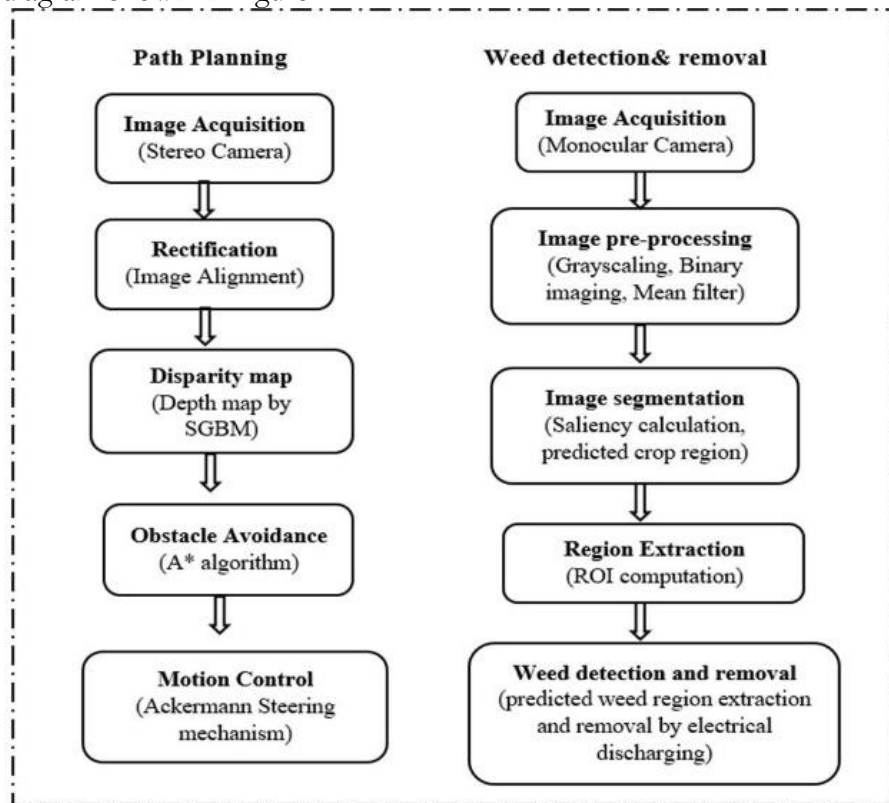 Path Planning
Image Acquisition
(Stereo Camera)
Rectification
(Image Alignment)
Disparity map
(Depth map by
SGBM)
Obstacle Avoidance
(A* algorithm)
Motion Control
(Ackermann Steering
mechanism)
Weed detection& removal
Image Acquisition
(Monocular Camera)
Image pre-processing
(Grayscaling, Binary
imaging, Mean filter)
Image segmentation
(Saliency calculation,
predicted crop region)
Region Extraction
(ROI computation)
Weed detection and removal
(predicted weed region extraction
and removal by electrical
discharging)